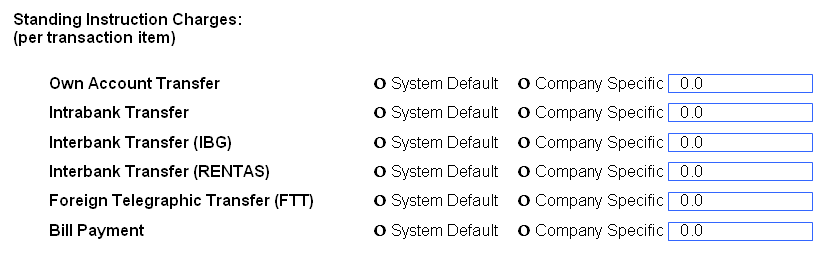 Standing Instruction Charges:
(per transaction item)
Own Account Transfer O System Default O Company Specific 0.0
Intrabank Transfer O System Default O Company Specific 0.0
Interbank Transfer (IBG) O System Default O Company Specific 0.0
Interbank Transfer (RENTAS) O System Default O Company Specific 0.0
Foreign Telegraphic Transfer (FTT) O System Default O Company Specific 0.0
Bill Payment O System Default O Company Specific 0.0